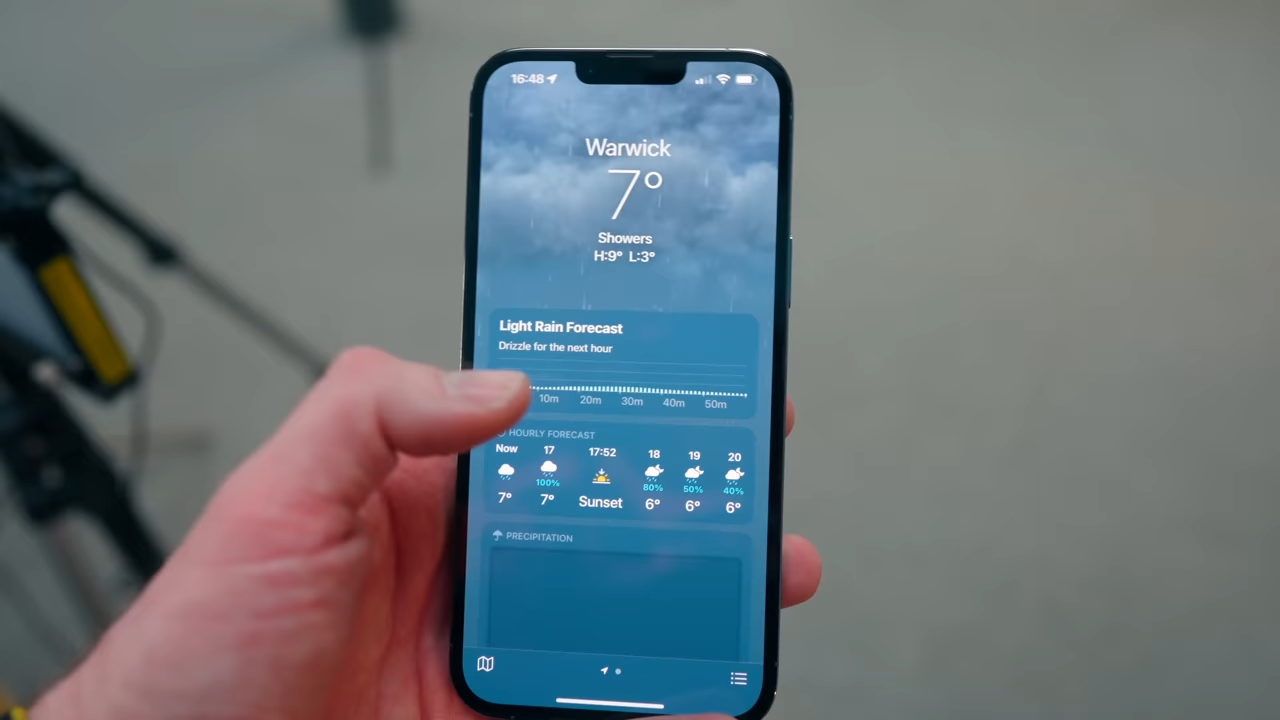 16:48
Warwick
7°
Showers
H:9° L:3°
Light Rain Forecast
Drizzle for the next hour
10m 20m 30m 40m 50m
HOURLY FORECAST
Now 17 17:52 18 19 20
100% 80% 50% 40%
7° 7° Sunset 6° 6° 6°
PRECIPITATION